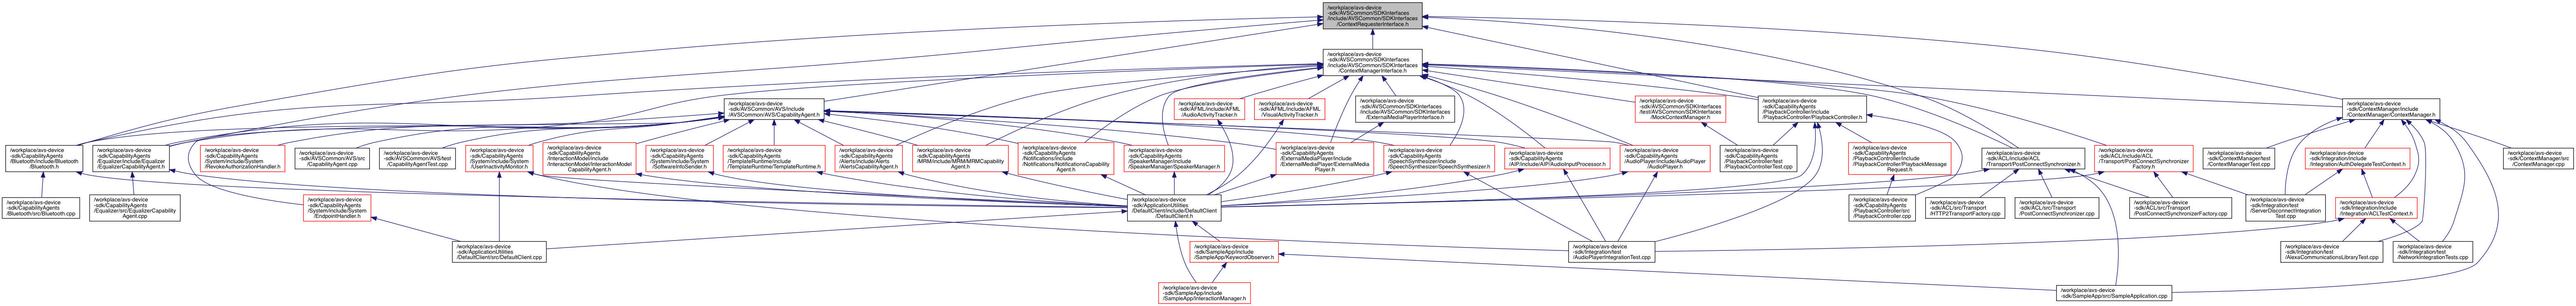 /workplace/avs-device
-sdk/AVSCommon/SDKInterfaces
/include/AVSCommon/SDKInterfaces
/ContextRequesterInterface.h
/workplace/avs-device
-sdk/AVSCommon/SDKInterfaces
/include/AVSCommon/SDKInterfaces
/ContextManagerInterface.h
/workplace/avs-device
-sdk/AVSCommon/AVS/include
/AVSCommon/AVS/CapabilityAgent.h
/workplace/avs-device
-sdk/AFML/include/AFML
/AudioActivityTracker.h
/workplace/avs-device
-sdk/AFML/include/AFML
/VisualActivityTracker.h
/workplace/avs-device
-sdk/AVSCommon/SDKInterfaces
/include/AVSCommon/SDKInterfaces
/ExternalMediaPlayerInterface.h
/workplace/avs-device
-sdk/AVSCommon/SDKInterfaces
/test/AVSCommon/SDKInterfaces
/MockContextManager.h
/workplace/avs-device
-sdk/CapabilityAgents
/PlaybackController/include
/PlaybackController/PlaybackController.h
/workplace/avs-device
-sdk/ContextManager/include
/ContextManager/ContextManager.h
/workplace/avs-device
-sdk/CapabilityAgents
/Bluetooth/include/Bluetooth
/Bluetooth.h
/workplace/avs-device
-sdk/CapabilityAgents
/Equalizer/include/Equalizer
/EqualizerCapabilityAgent.h
/workplace/avs-device
-sdk/CapabilityAgents
/System/include/System
/RevokeAuthorizationHandler.h
/workplace/avs-device
-sdk/AVSCommon/AVS/src
/CapabilityAgent.cpp
/workplace/avs-device
-sdk/AVSCommon/AVS/test
/CapabilityAgentTest.cpp
/workplace/avs-device
-sdk/CapabilityAgents
/System/include/System
/UserInactivityMonitor.h
/workplace/avs-device
-sdk/CapabilityAgents
/InteractionModel/include
/InteractionModel/InteractionModel
CapabilityAgent.h
/workplace/avs-device
-sdk/CapabilityAgents
/System/include/System
/SoftwareInfoSender.h
/workplace/avs-device
-sdk/CapabilityAgents
/TemplateRuntime/include
/TemplateRuntime/TemplateRuntime.h
/workplace/avs-device
-sdk/CapabilityAgents
/Alerts/include/Alerts
/AlertsCapabilityAgent.h
/workplace/avs-device
-sdk/CapabilityAgents
/MRM/include/MRM/MRMCapability
Agent.h
/workplace/avs-device
-sdk/CapabilityAgents
/Notifications/include
/Notifications/NotificationsCapability
Agent.h
/workplace/avs-device
-sdk/CapabilityAgents
/SpeakerManager/include
/SpeakerManager/SpeakerManager.h
/workplace/avs-device
-sdk/CapabilityAgents
/ExternalMediaPlayer/include
/ExternalMediaPlayer/ExternalMedia
Player.h
/workplace/avs-device
-sdk/CapabilityAgents
/SpeechSynthesizer/include
/SpeechSynthesizer/SpeechSynthesizer.h
/workplace/avs-device
-sdk/CapabilityAgents
/AIP/include/AIP/AudioInputProcessor.h
/workplace/avs-device
-sdk/CapabilityAgents
/AudioPlayer/include/AudioPlayer
/AudioPlayer.h
/workplace/avs-device
-sdk/CapabilityAgents
/PlaybackController/test
/PlaybackControllerTest.cpp
/workplace/avs-device
-sdk/CapabilityAgents
/PlaybackController/include
/PlaybackController/PlaybackMessage
Request.h
/workplace/avs-device
-sdk/ACL/include/ACL
/Transport/PostConnectSynchronizer.h
/workplace/avs-device
-sdk/ACL/include/ACL
/Transport/PostConnectSynchronizer
Factory.h
/workplace/avs-device
-sdk/ContextManager/test
/ContextManagerTest.cpp
/workplace/avs-device
-sdk/Integration/include
/Integration/AuthDelegateTestContext.h
/workplace/avs-device
-sdk/ContextManager/src
/ContextManager.cpp
/workplace/avs-device
-sdk/CapabilityAgents
/Bluetooth/src/Bluetooth.cpp
/workplace/avs-device
-sdk/CapabilityAgents
/Equalizer/src/EqualizerCapability
Agent.cpp
/workplace/avs-device
-sdk/CapabilityAgents
/System/include/System
/EndpointHandler.h
/workplace/avs-device
-sdk/ApplicationUtilities
/DefaultClient/include/DefaultClient
/DefaultClient.h
/workplace/avs-device
-sdk/CapabilityAgents
/PlaybackController/src
/PlaybackController.cpp
/workplace/avs-device
-sdk/ACL/src/Transport
/HTTP2TransportFactory.cpp
/workplace/avs-device
-sdk/ACL/src/Transport
/PostConnectSynchronizer.cpp
/workplace/avs-device
-sdk/ACL/src/Transport
/PostConnectSynchronizerFactory.cpp
/workplace/avs-device
-sdk/Integration/test
/ServerDisconnectIntegration
Test.cpp
/workplace/avs-device
-sdk/Integration/include
/Integration/ACLTestContext.h
/workplace/avs-device
-sdk/ApplicationUtilities
/DefaultClient/src/DefaultClient.cpp
/workplace/avs-device
-sdk/SampleApp/include
/SampleApp/KeywordObserver.h
/workplace/avs-device
-sdk/Integration/test
/AudioPlayerIntegrationTest.cpp
/workplace/avs-device
-sdk/Integration/test
/AlexaCommunicationsLibraryTest.cpp
/workplace/avs-device
-sdk/Integration/test
/NetworkIntegrationTests.cpp
/workplace/avs-device
-sdk/SampleApp/include
/SampleApp/InteractionManager.h
/workplace/avs-device
-sdk/SampleApp/src/SampleApplication.cpp